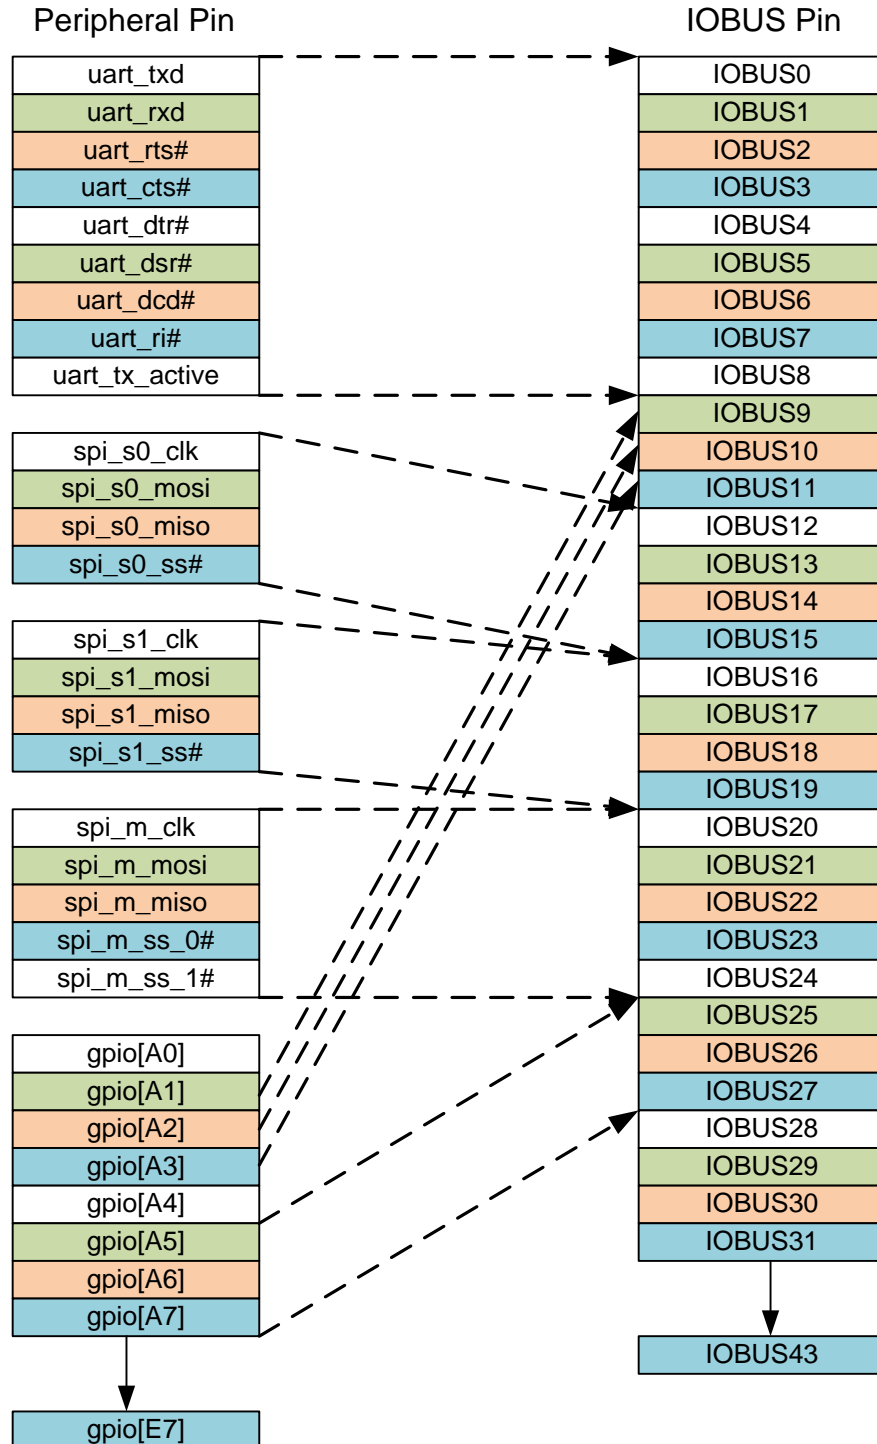 Peripheral Pin
uart_txd
uart_rxd
uart_rts#
uart_cts#
uart_dtr#
uart_dsr#
uart_dcd#
uart_ri#
uart_tx_active
spi_s0_clk
spi_s0_mosi
spi_s0_miso
spi_s0_ss#
spi_s1_clk
spi_s1_mosi
spi_s1_miso
spi_s1_ss#
spi_m_clk
spi_m_mosi
spi_m_miso
spi_m_ss_0#
spi_m_ss_1#
gpio[A0]
gpio[A1]
gpio[A2]
gpio[A3]
gpio[A4]
gpio[A5]
gpio[A6]
gpio[A7]
gpio[E7]
IOBUS Pin
IOBUS0
IOBUS1
IOBUS2
IOBUS3
IOBUS4
IOBUS5
IOBUS6
IOBUS7
IOBUS8
IOBUS9
IOBUS10
IOBUS11
IOBUS12
IOBUS13
IOBUS14
IOBUS15
IOBUS16
IOBUS17
IOBUS18
IOBUS19
IOBUS20
IOBUS21
IOBUS22
IOBUS23
IOBUS24
IOBUS25
IOBUS26
IOBUS27
IOBUS28
IOBUS29
IOBUS30
IOBUS31
IOBUS43